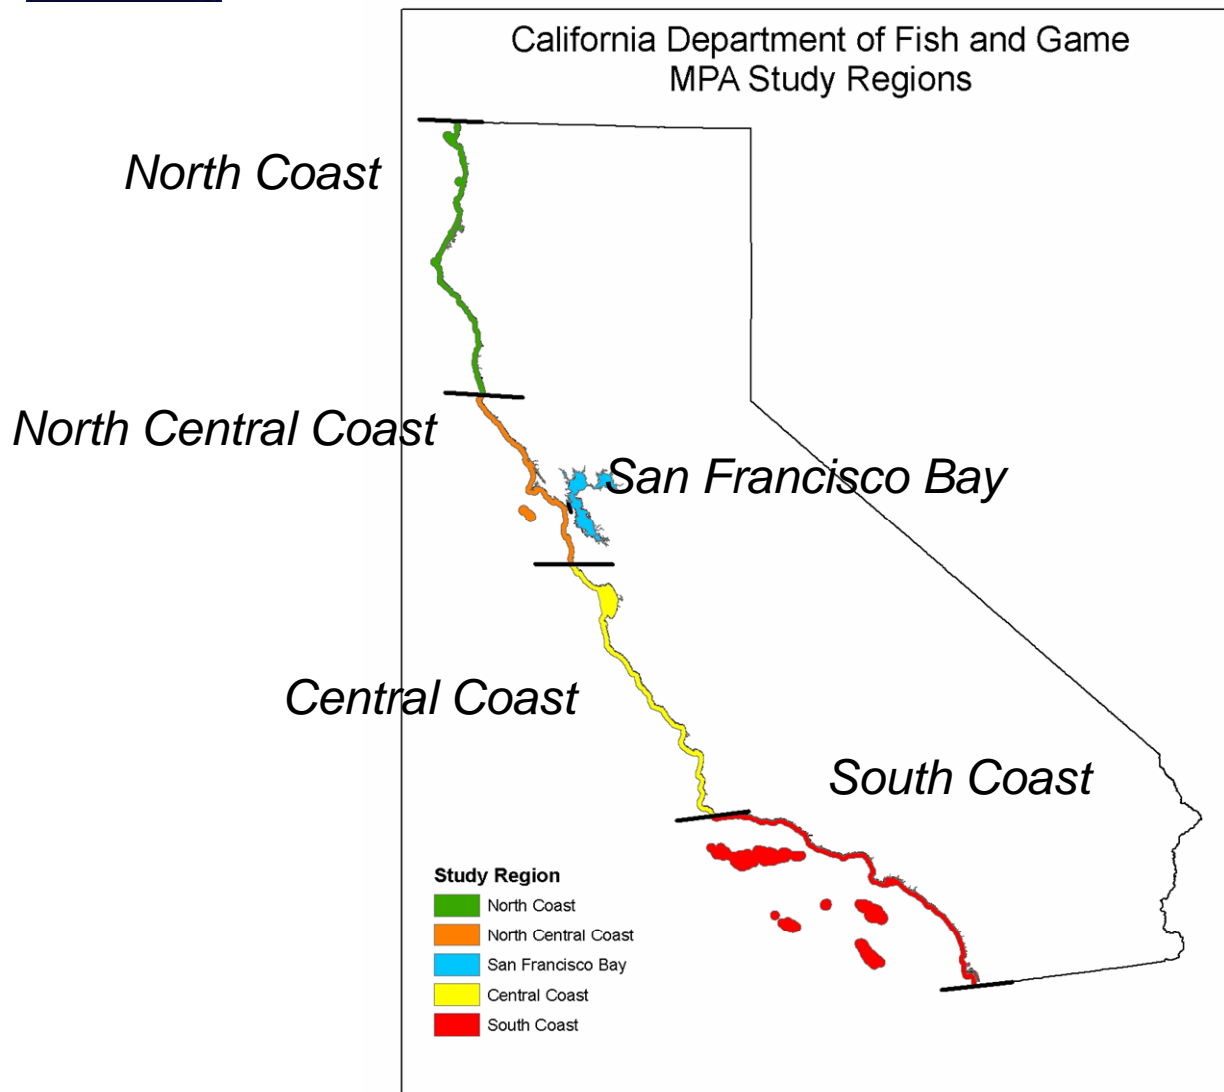 California Department of Fish and Game
MPA Study Regions
North Coast
North Central Coast
San Francisco Bay
Central Coast
South Coast
Study Region
North Coast
North Central Coast
San Francisco Bay
Central Coast
South Coast